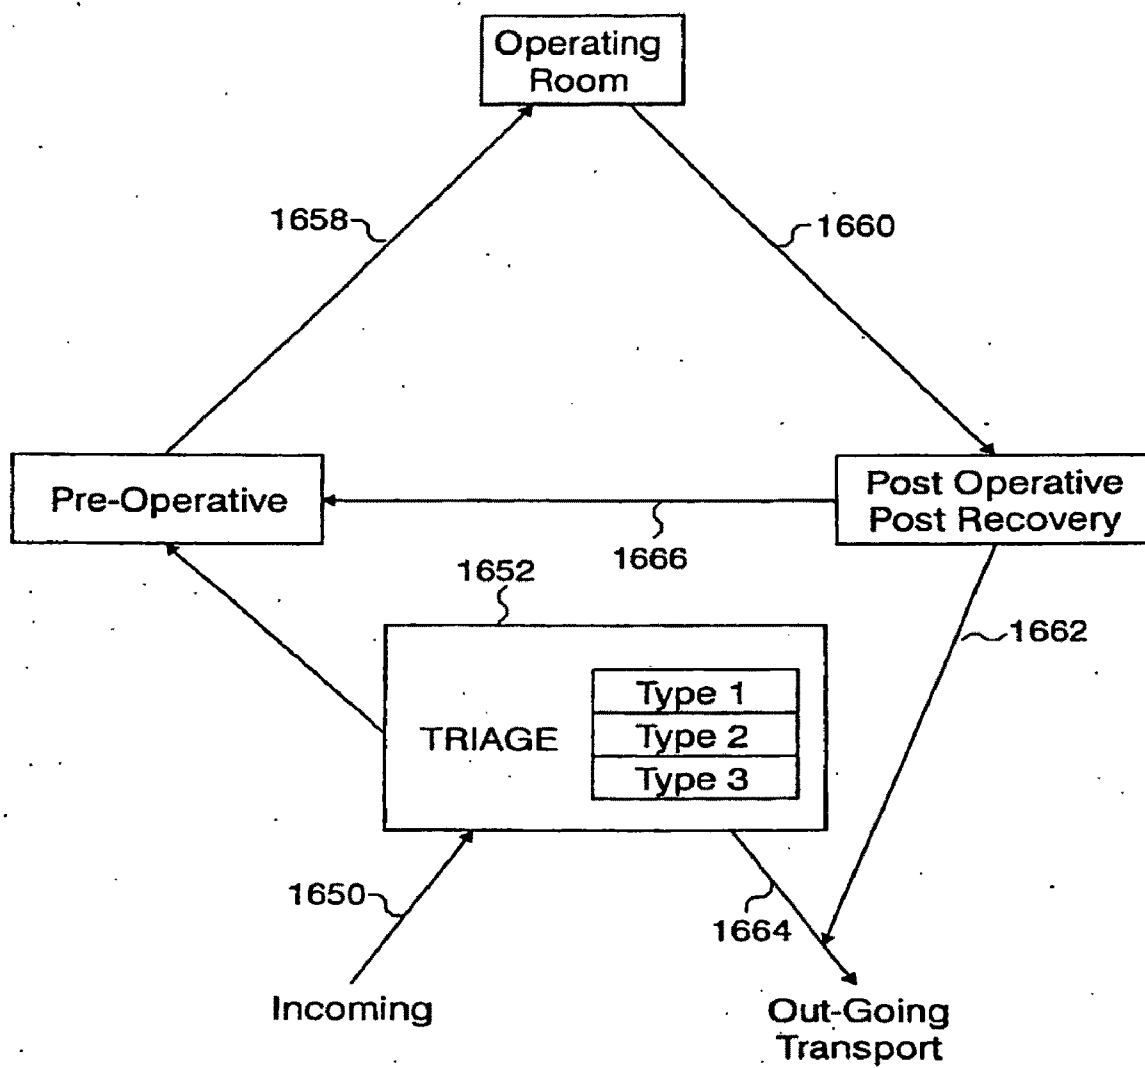 Operating
Room
1658
1660
Pre-Operative
Post Operative
Post Recovery
1666
1652
1662
TRIAGE
Type 1
Type 2
Type 3
1650
1664
Incoming
Out-Going
Transport